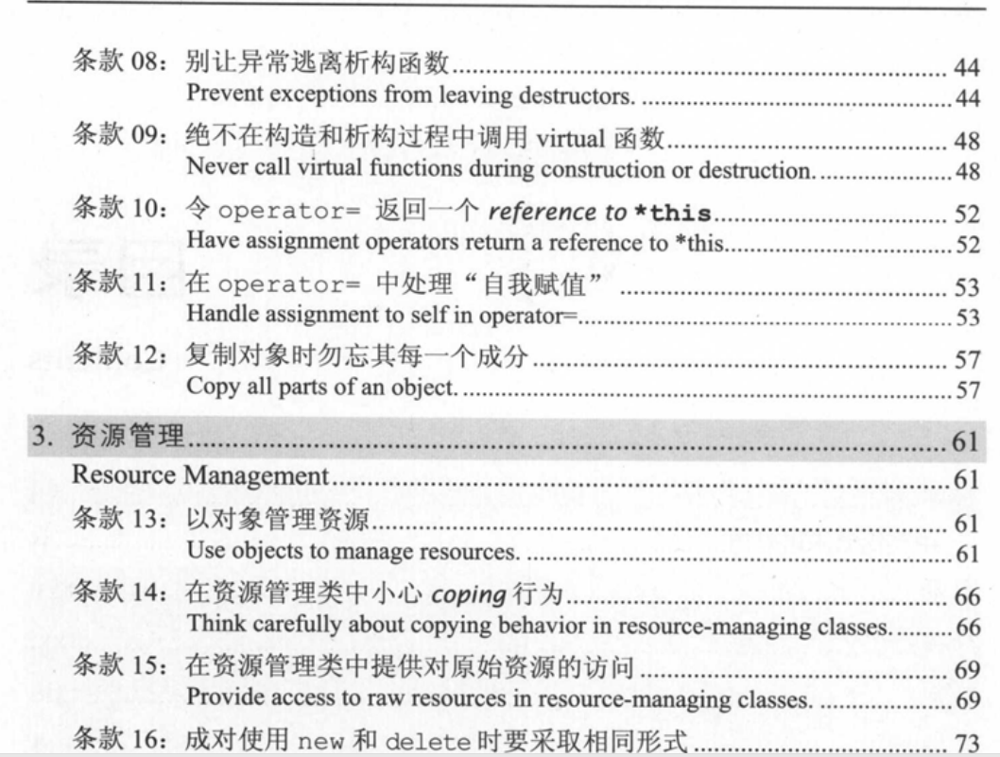 条款 08：别让异常逃离析构函数 44
Prevent exceptions from leaving destructors. 44
条款 09：绝不在构造和析构过程中调用 virtual 函数 48
Never call virtual functions during construction or destruction. 48
条款 10：令 operator= 返回一个 reference to *this 52
Have assignment operators return a reference to *this 52
条款 11：在 operator= 中处理“自我赋值” 53
Handle assignment to self in operator= 53
条款 12：复制对象时勿忘其每一个成分 57
Copy all parts of an object. 57
3. 资源管理 61
Resource Management 61
条款 13：以对象管理资源 61
Use objects to manage resources. 61
条款 14：在资源管理类中小心 coping 行为 66
Think carefully about copying behavior in resource-managing classes. 66
条款 15：在资源管理类中提供对原始资源的访问 69
Provide access to raw resources in resource-managing classes. 69
条款 16：成对使用 new 和 delete 时要采取相同形式 73